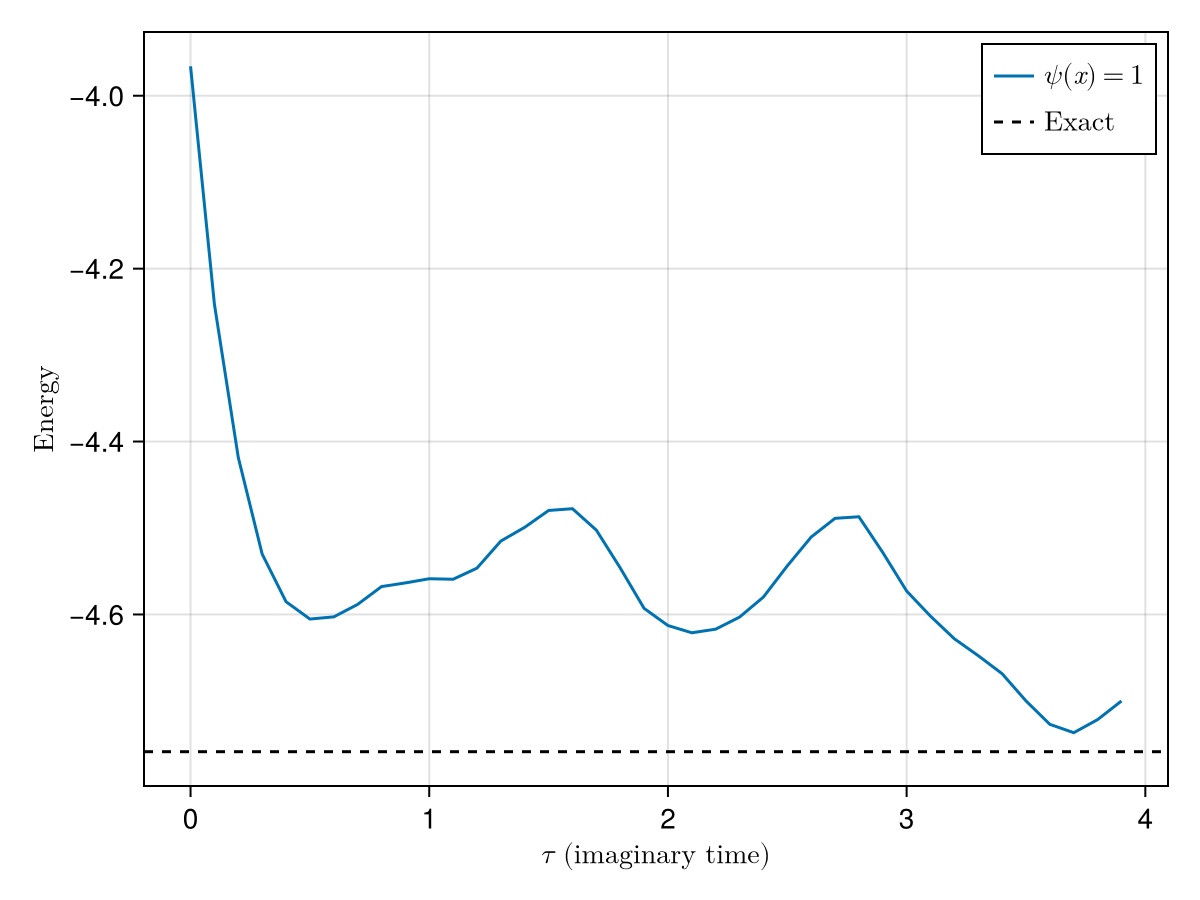 ψ(x) = 1
Exact
−4.0
−4.2
−4.4
−4.6
Energy
0 1 2 3 4
τ (imaginary time)